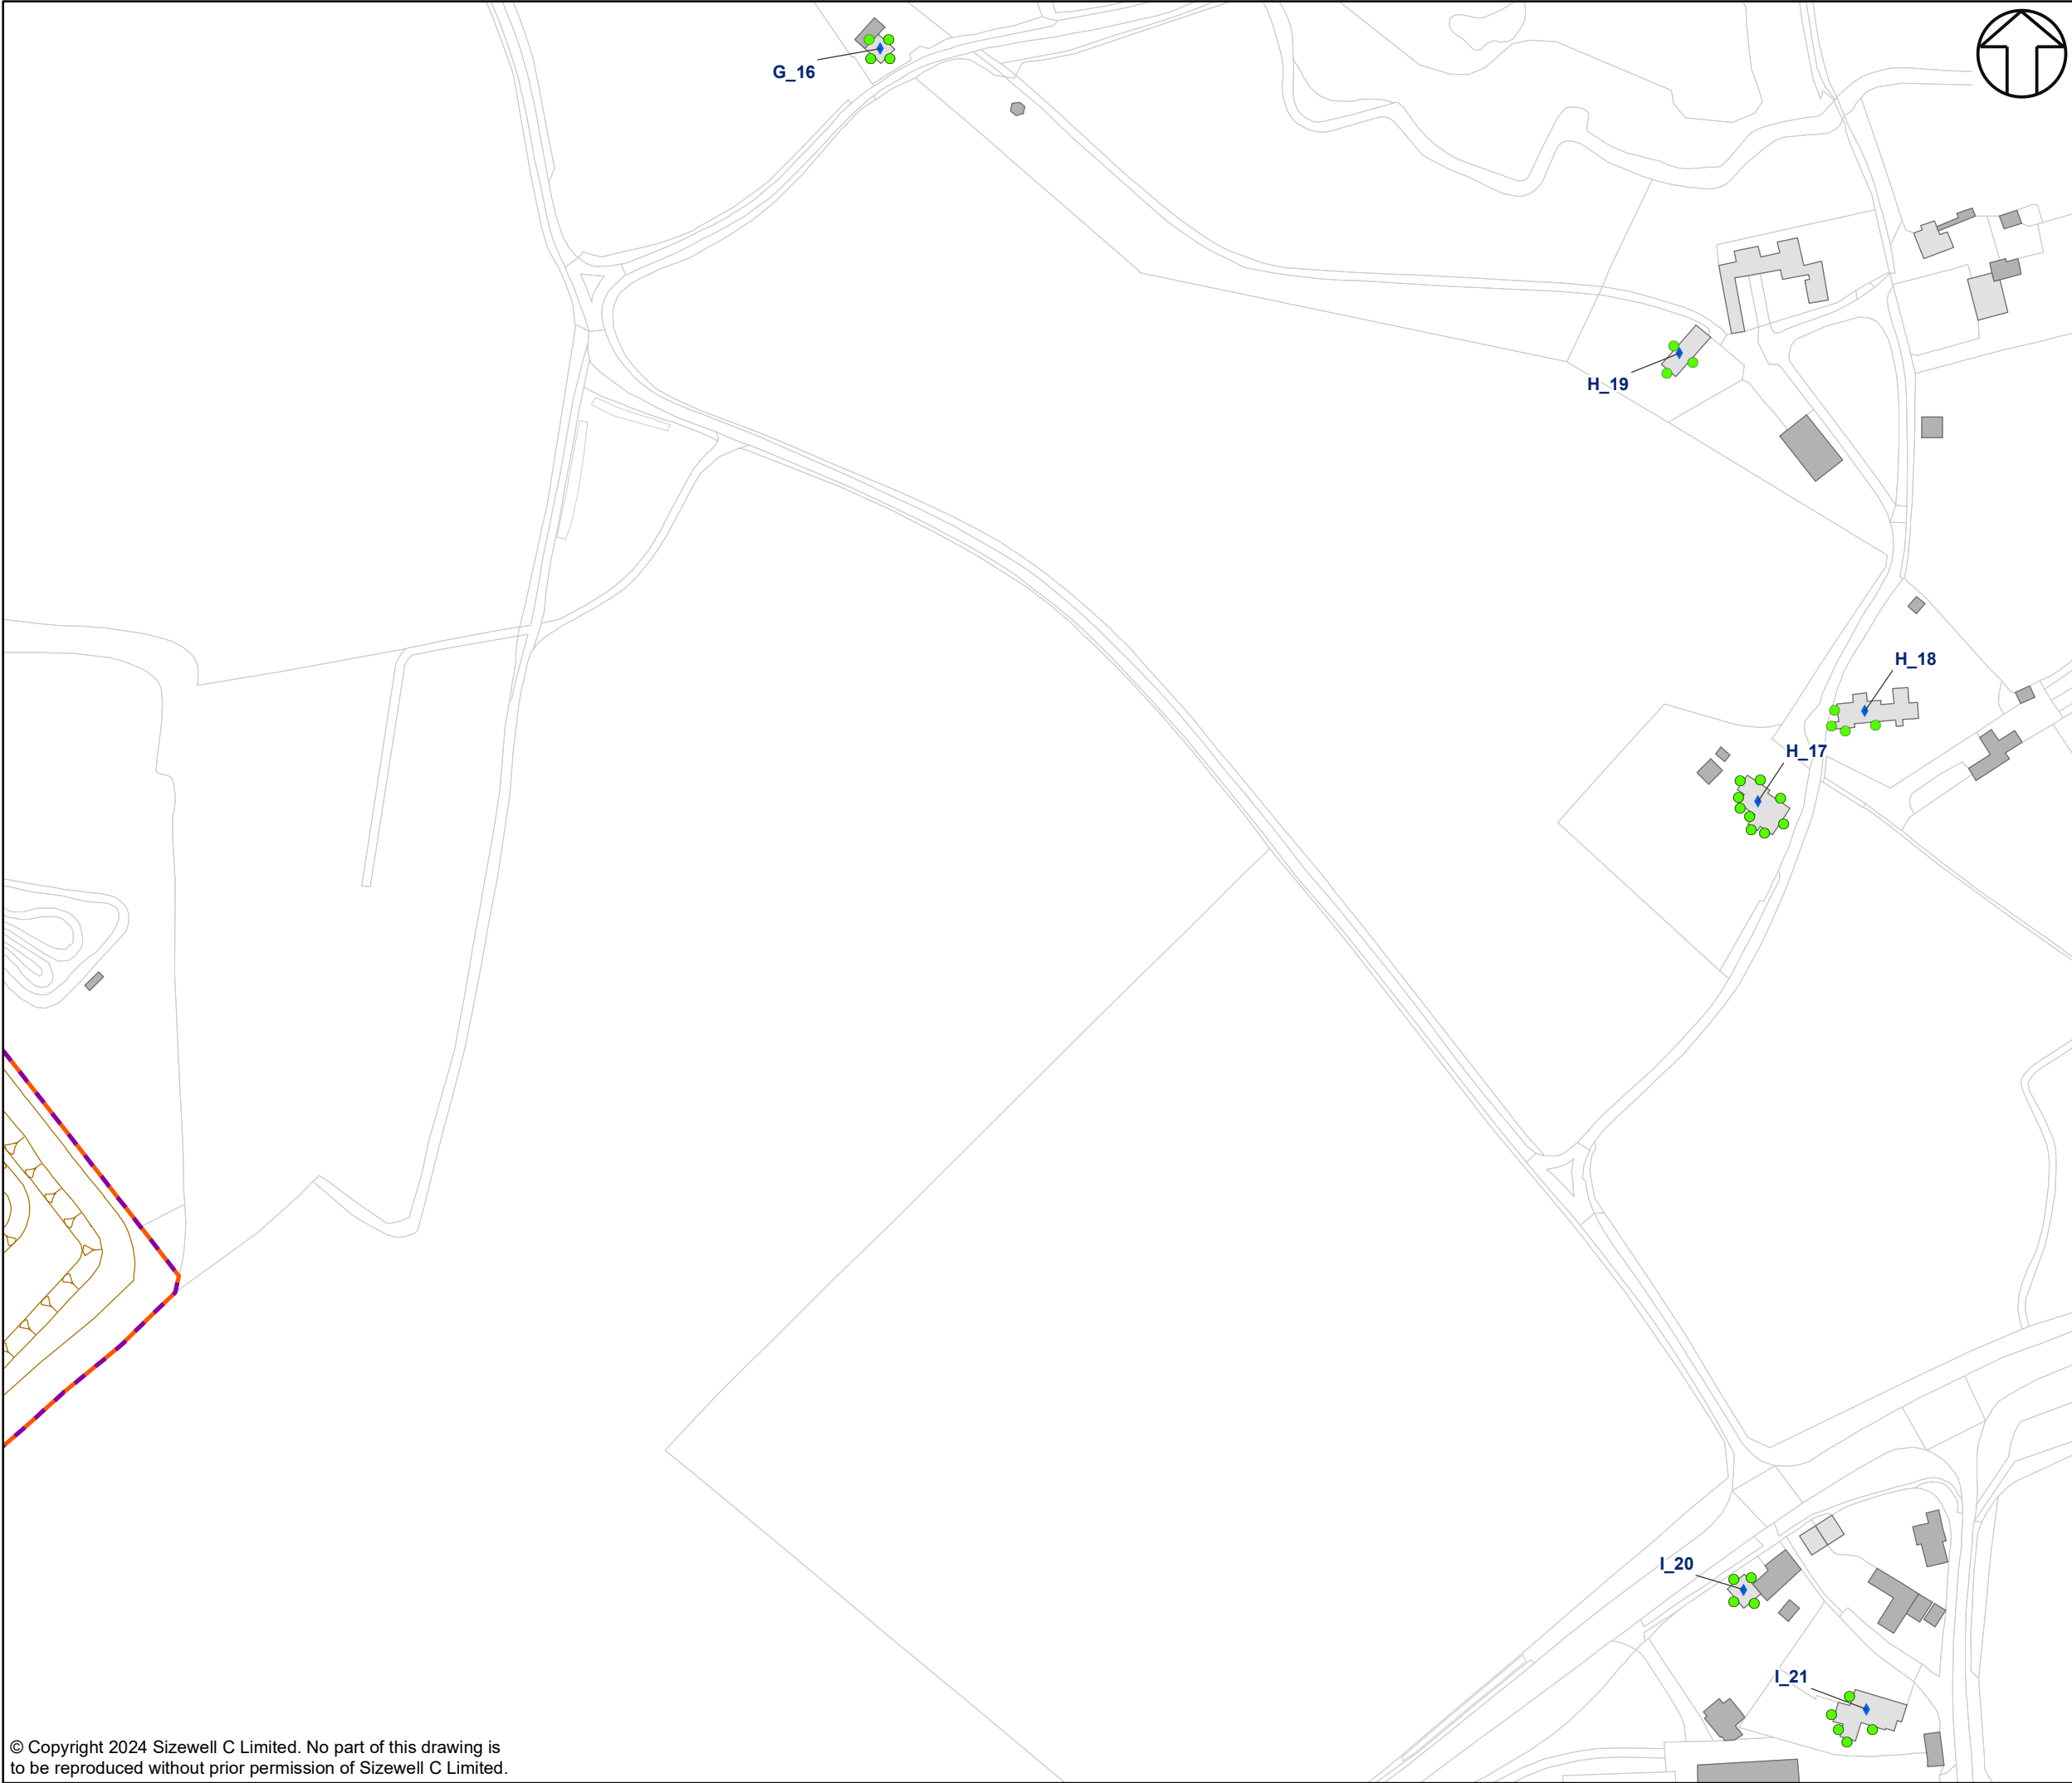 G_16
H_19
H_18
H_17
I_20
I_21
© Copyright 2024 Sizewell C Limited. No part of this drawing is
to be reproduced without prior permission of Sizewell C Limited.